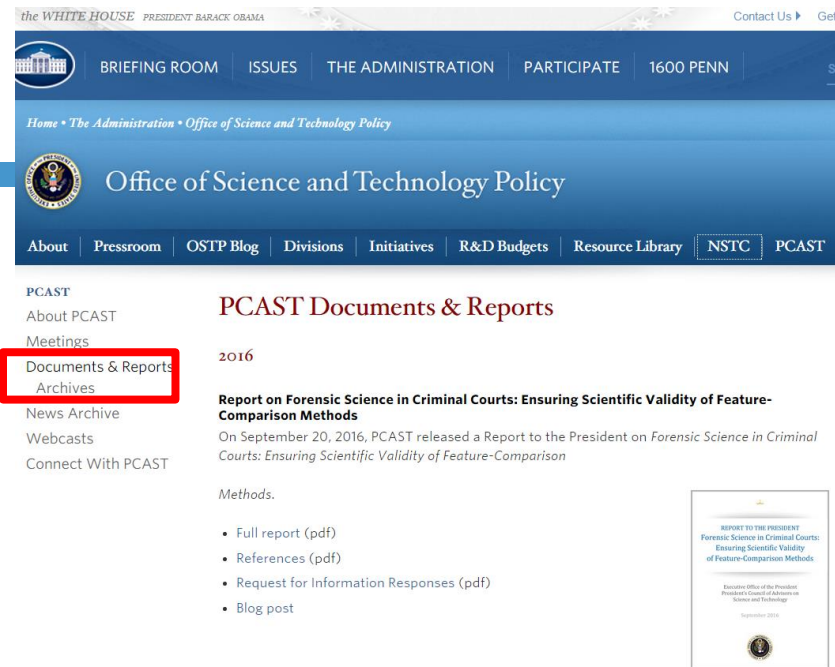 the WHITE HOUSE PRESIDENT BARACK OBAMA
Contact Us Get
BRIEFING ROOM ISSUES THE ADMINISTRATION PARTICIPATE 1600 PENN
Home • The Administration • Office of Science and Technology Policy
Office of Science and Technology Policy
About Pressroom OSTP Blog Divisions Initiatives R&D Budgets Resource Library NSTC PCAST
PCAST
About PCAST
Meetings
Documents & Reports
Archives
News Archive
Webcasts
Connect With PCAST
PCAST Documents & Reports
2016
Report on Forensic Science in Criminal Courts: Ensuring Scientific Validity of Feature-
Comparison Methods
On September 20, 2016, PCAST released a Report to the President on Forensic Science in Criminal
Courts: Ensuring Scientific Validity of Feature-Comparison
Methods.
• Full report (pdf)
• References (pdf)
• Request for Information Responses (pdf)
• Blog post
REPORT TO THE PRESIDENT
Forensic Science in Criminal Courts:
Ensuring Scientific Validity
of Feature-Comparison Methods
Executive Office of the President
President's Council of Advisors on
Science and Technology
September 2016